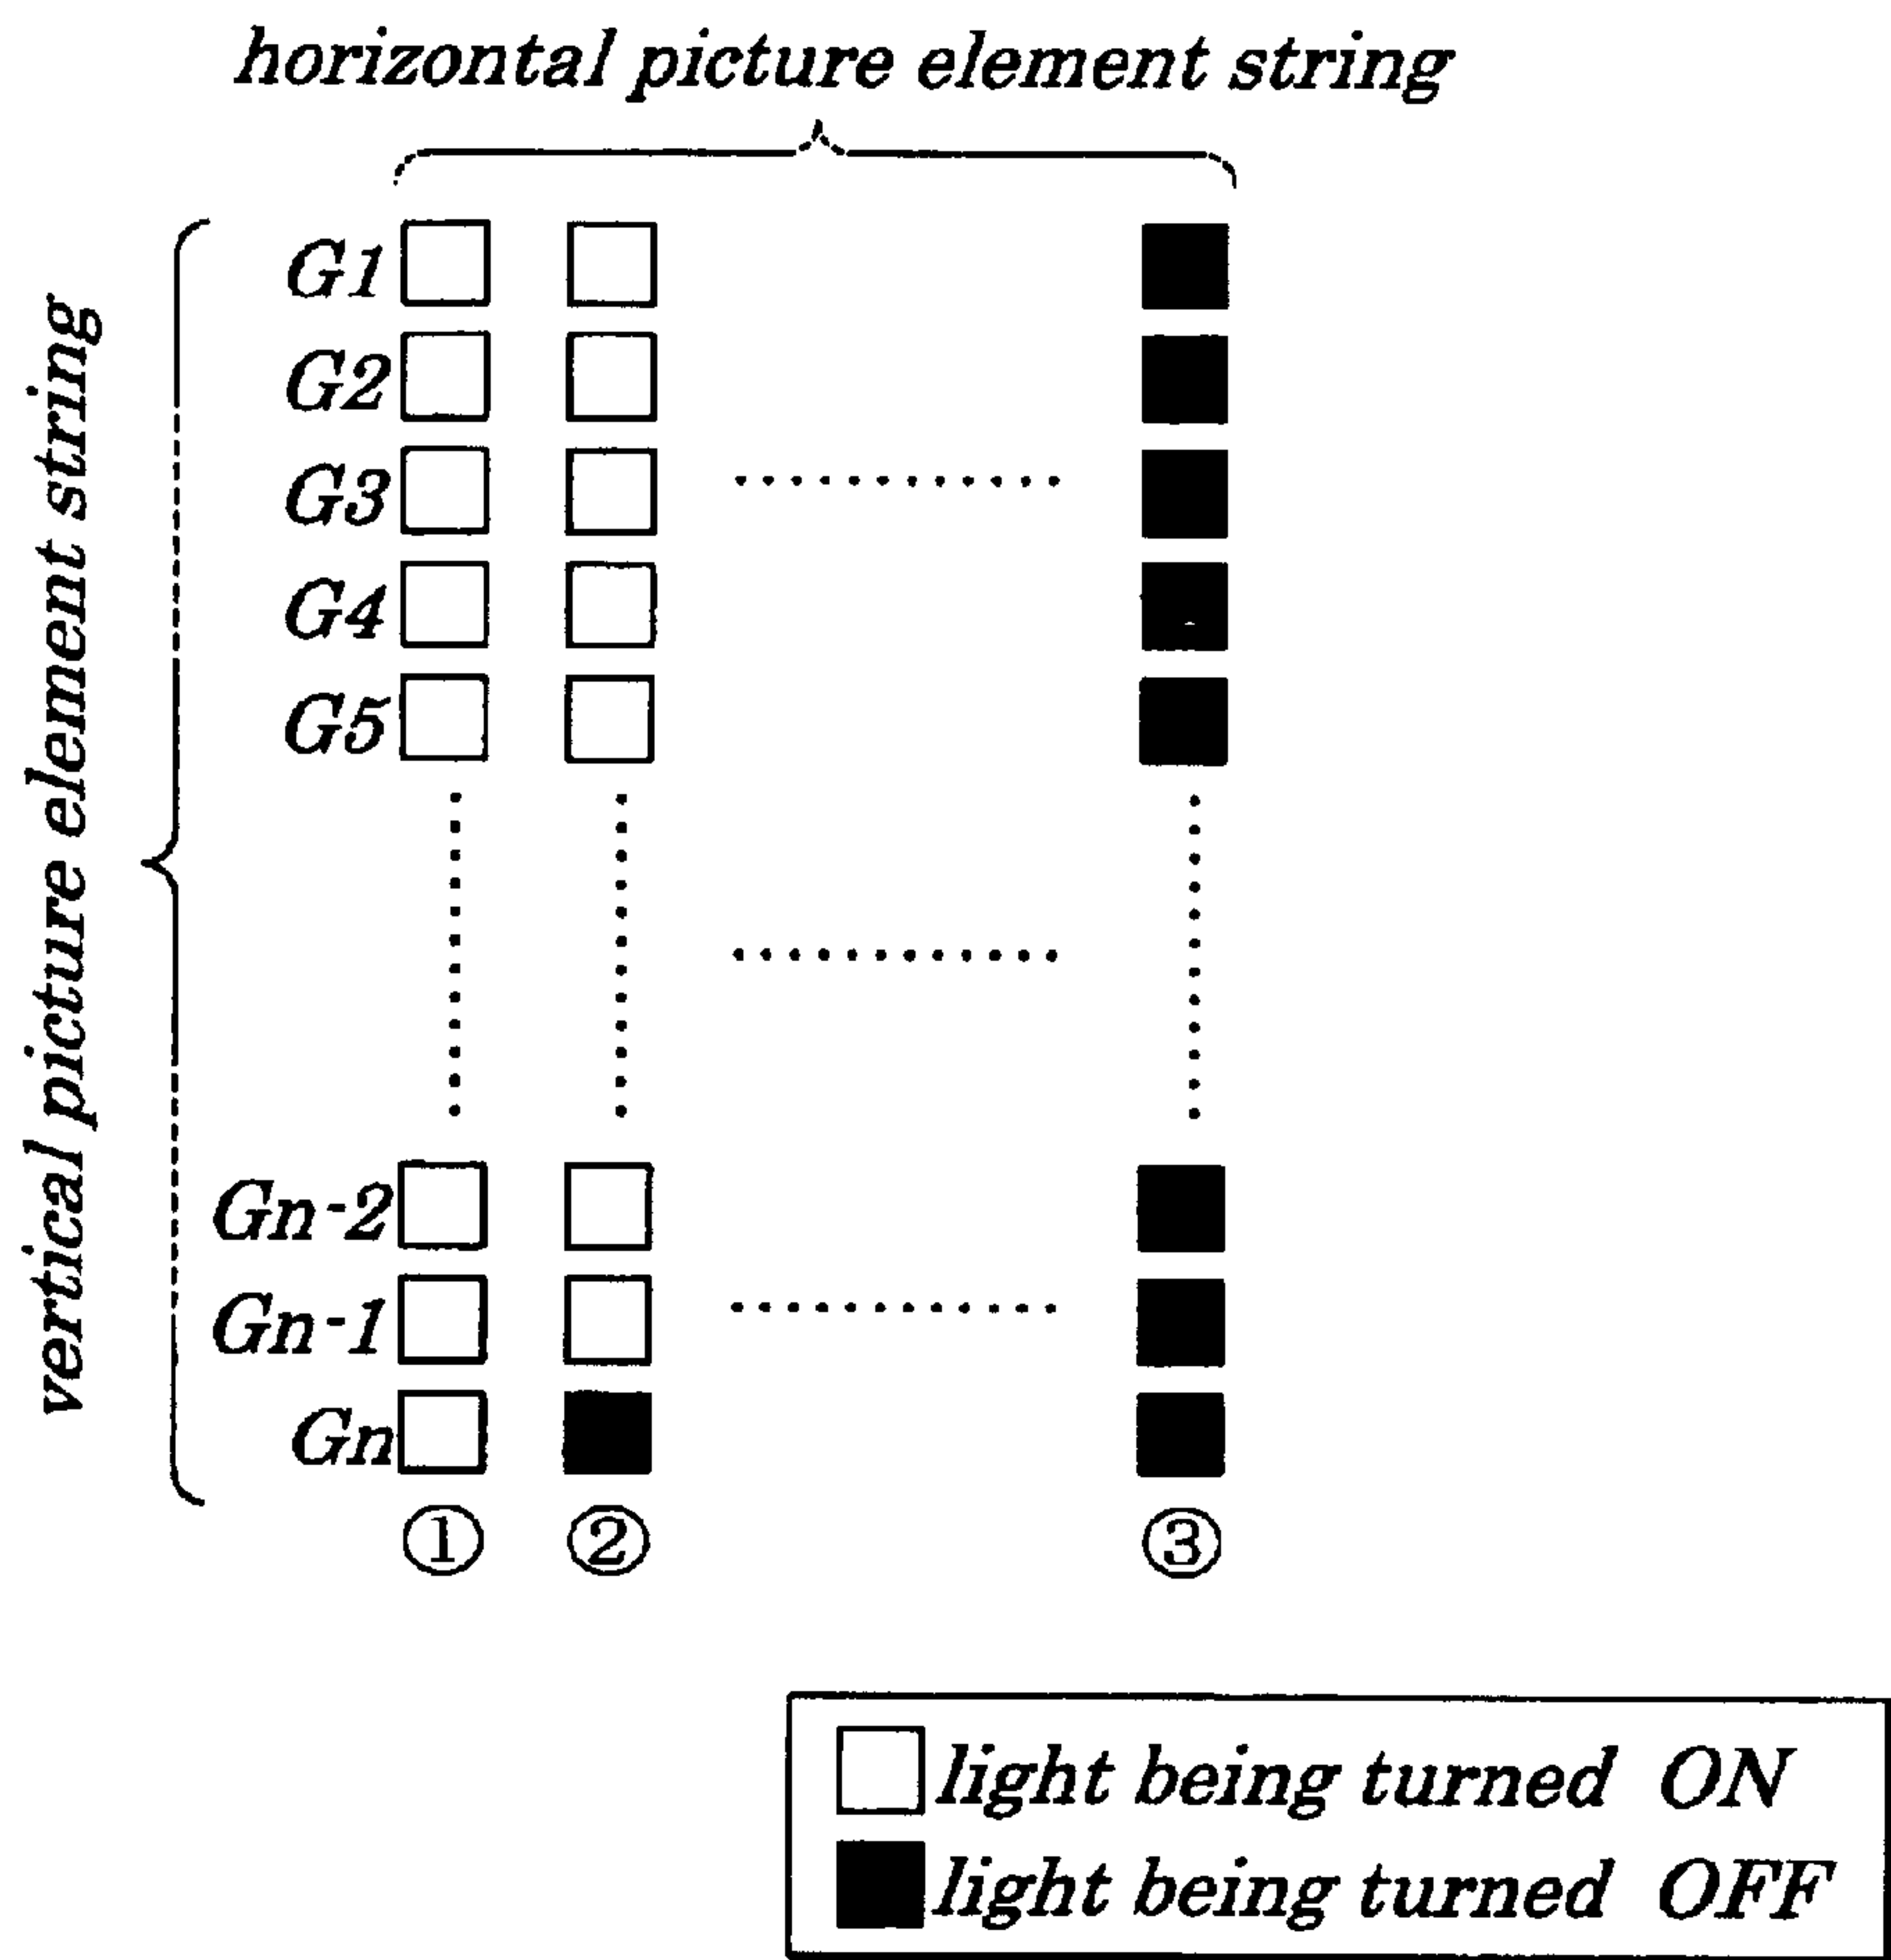 horizontal picture element string
vertical picture element string
G1
G2
G3
G4
G5
Gn-2
Gn-1
Gn
① ② ③
light being turned ON
light being turned OFF